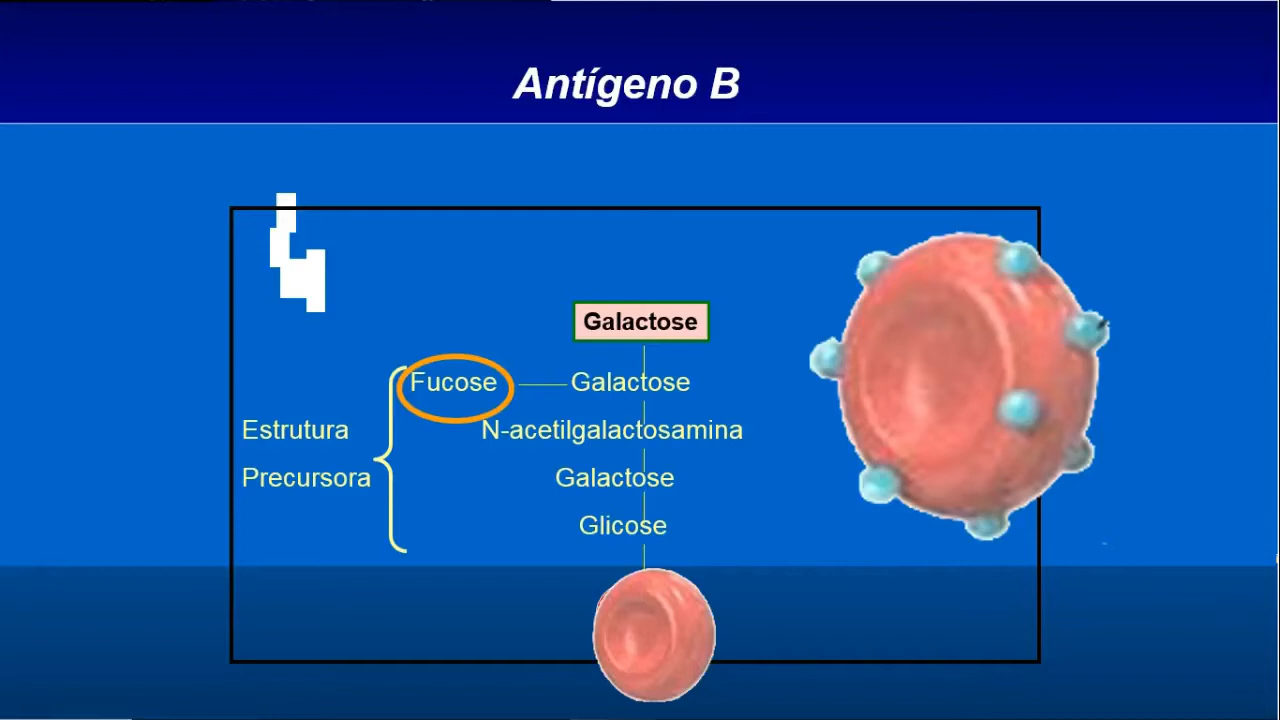 Antígeno B
Galactose
Fucose Galactose
Estrutura N-acetilgalactosamina
Precursora Galactose
Glicose